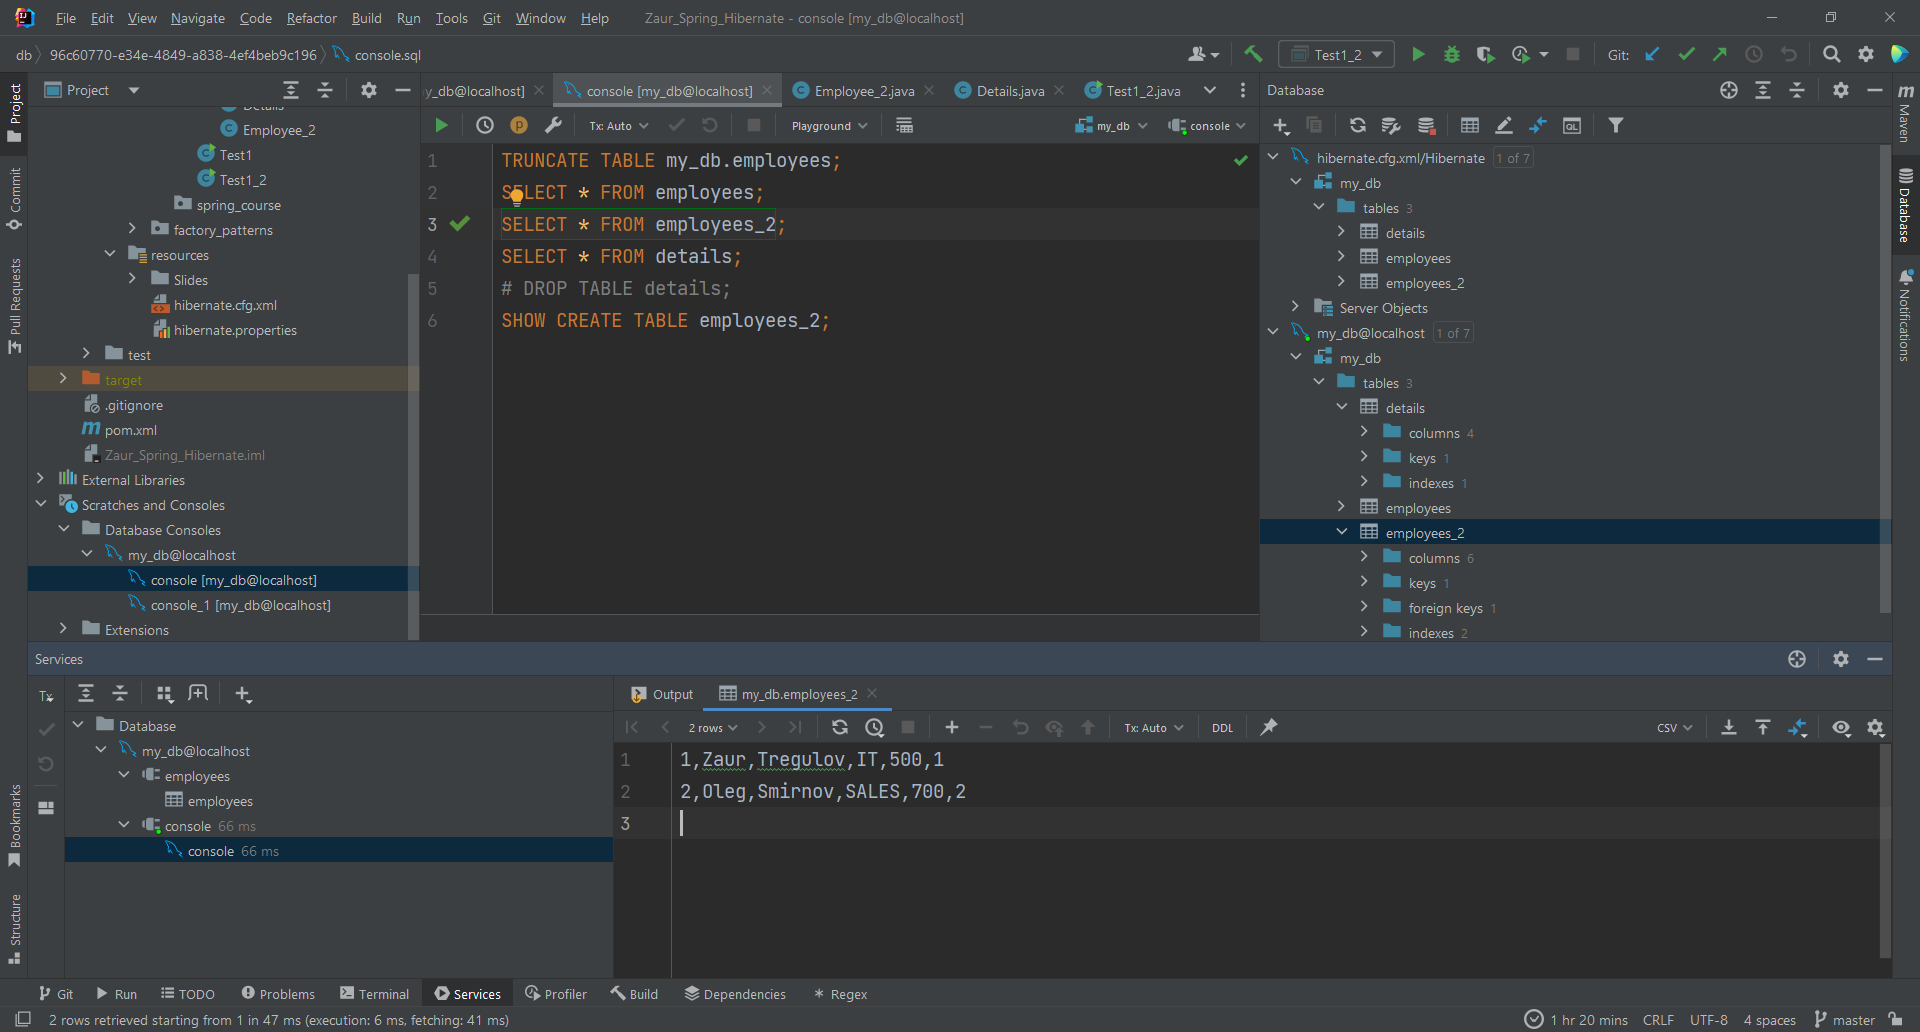 File Edit View Navigate Code Refactor Build Run Tools Git Window Help Zaur_Spring_Hibernate - console [my_db@localhost]
db 96c60770-e34e-4849-a838-4ef4beb9c196 console.sql Test1_2 Git:
Project
Commit
Pull Requests
Bookmarks
Structure
Project
Employee_2
Test1
Test1_2
spring_course
factory_patterns
resources
Slides
hibernate.cfg.xml
hibernate.properties
test
target
.gitignore
pom.xml
Zaur_Spring_Hibernate.iml
External Libraries
Scratches and Consoles
Database Consoles
my_db@localhost
console [my_db@localhost]
console_1 [my_db@localhost]
Extensions
y_db@localhost] console [my_db@localhost] Employee_2.java Details.java Test1_2.java
Tx: Auto Playground my_db console
1 TRUNCATE TABLE my_db.employees;
2 SELECT * FROM employees;
3 SELECT * FROM employees_2;
4 SELECT * FROM details;
5 # DROP TABLE details;
6 SHOW CREATE TABLE employees_2;
Database
hibernate.cfg.xml/Hibernate 1 of 7
my_db
tables 3
details
employees
employees_2
Server Objects
my_db@localhost 1 of 7
my_db
tables 3
details
columns 4
keys 1
indexes 1
employees
employees_2
columns 6
keys 1
foreign keys 1
indexes 2
Maven
Database
Notifications
Services
Tx
Database
my_db@localhost
employees
employees
console 66 ms
console 66 ms
Output my_db.employees_2
2 rows Tx: Auto DDL CSV
1 1,Zaur,Tregulov,IT,500,1
2 2,Oleg,Smirnov,SALES,700,2
3
Git Run TODO Problems Terminal Services Profiler Build Dependencies Regex
2 rows retrieved starting from 1 in 47 ms (execution: 6 ms, fetching: 41 ms) 1 hr 20 mins CRLF UTF-8 4 spaces master